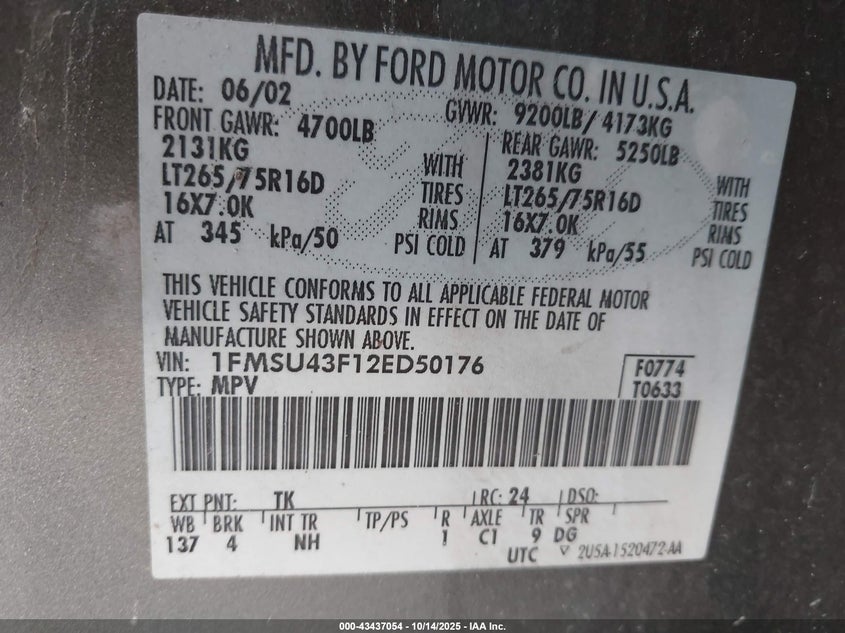 MFD. BY FORD MOTOR CO. IN U.S.A.
DATE: 06/02 GVWR: 9200LB/ 4173KG
FRONT GAWR: 4700LB REAR GAWR: 5250LB
2131KG WITH 2381KG WITH
LT265/75R16D TIRES LT265/75R16D TIRES
16X7.0K RIMS 16X7.0K RIMS
AT 345 kPa/50 PSI COLD AT 379 kPa/55 PSI COLD
THIS VEHICLE CONFORMS TO ALL APPLICABLE FEDERAL MOTOR
VEHICLE SAFETY STANDARDS IN EFFECT ON THE DATE OF
MANUFACTURE SHOWN ABOVE.
VIN: 1FMSU43F12ED50176 F0774
TYPE: MPV T0633
EXT PNT: TK RC: 24 DSO:
WB BRK INT TR TP/PS R AXLE TR SPR
137 4 NH 1 C1 9 DG
UTC ▽ 2U5A-1520472-AA
000-43437054 - 10/14/2025 - IAA Inc.